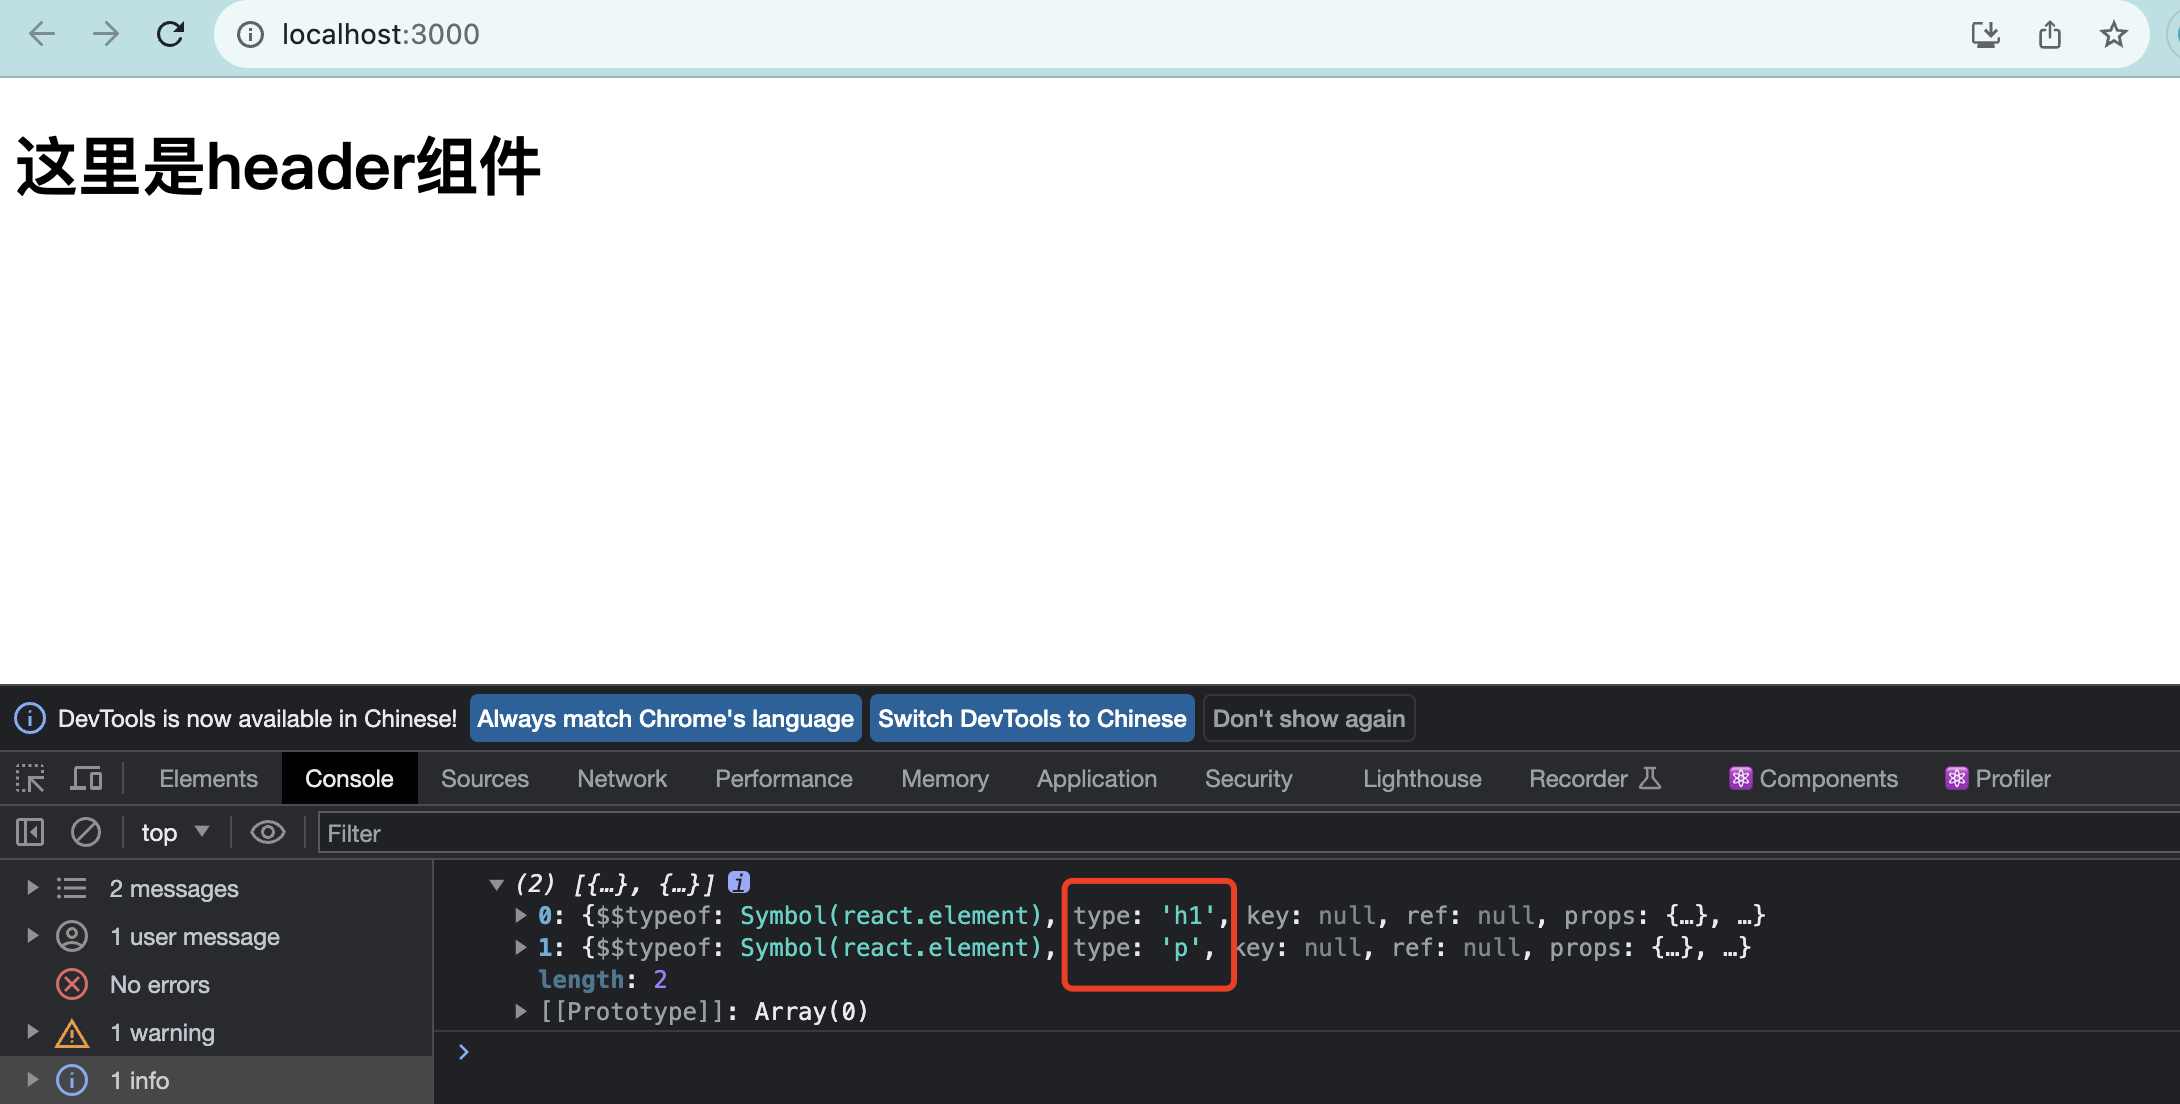 localhost:3000
这里是header组件
DevTools is now available in Chinese! Always match Chrome's language Switch DevTools to Chinese Don't show again
Elements Console Sources Network Performance Memory Application Security Lighthouse Recorder Components Profiler
top Filter
2 messages
1 user message
No errors
1 warning
1 info
(2) [{…}, {…}] i
0: {$$typeof: Symbol(react.element), type: 'h1', key: null, ref: null, props: {…}, …}
1: {$$typeof: Symbol(react.element), type: 'p', key: null, ref: null, props: {…}, …}
length: 2
[[Prototype]]: Array(0)